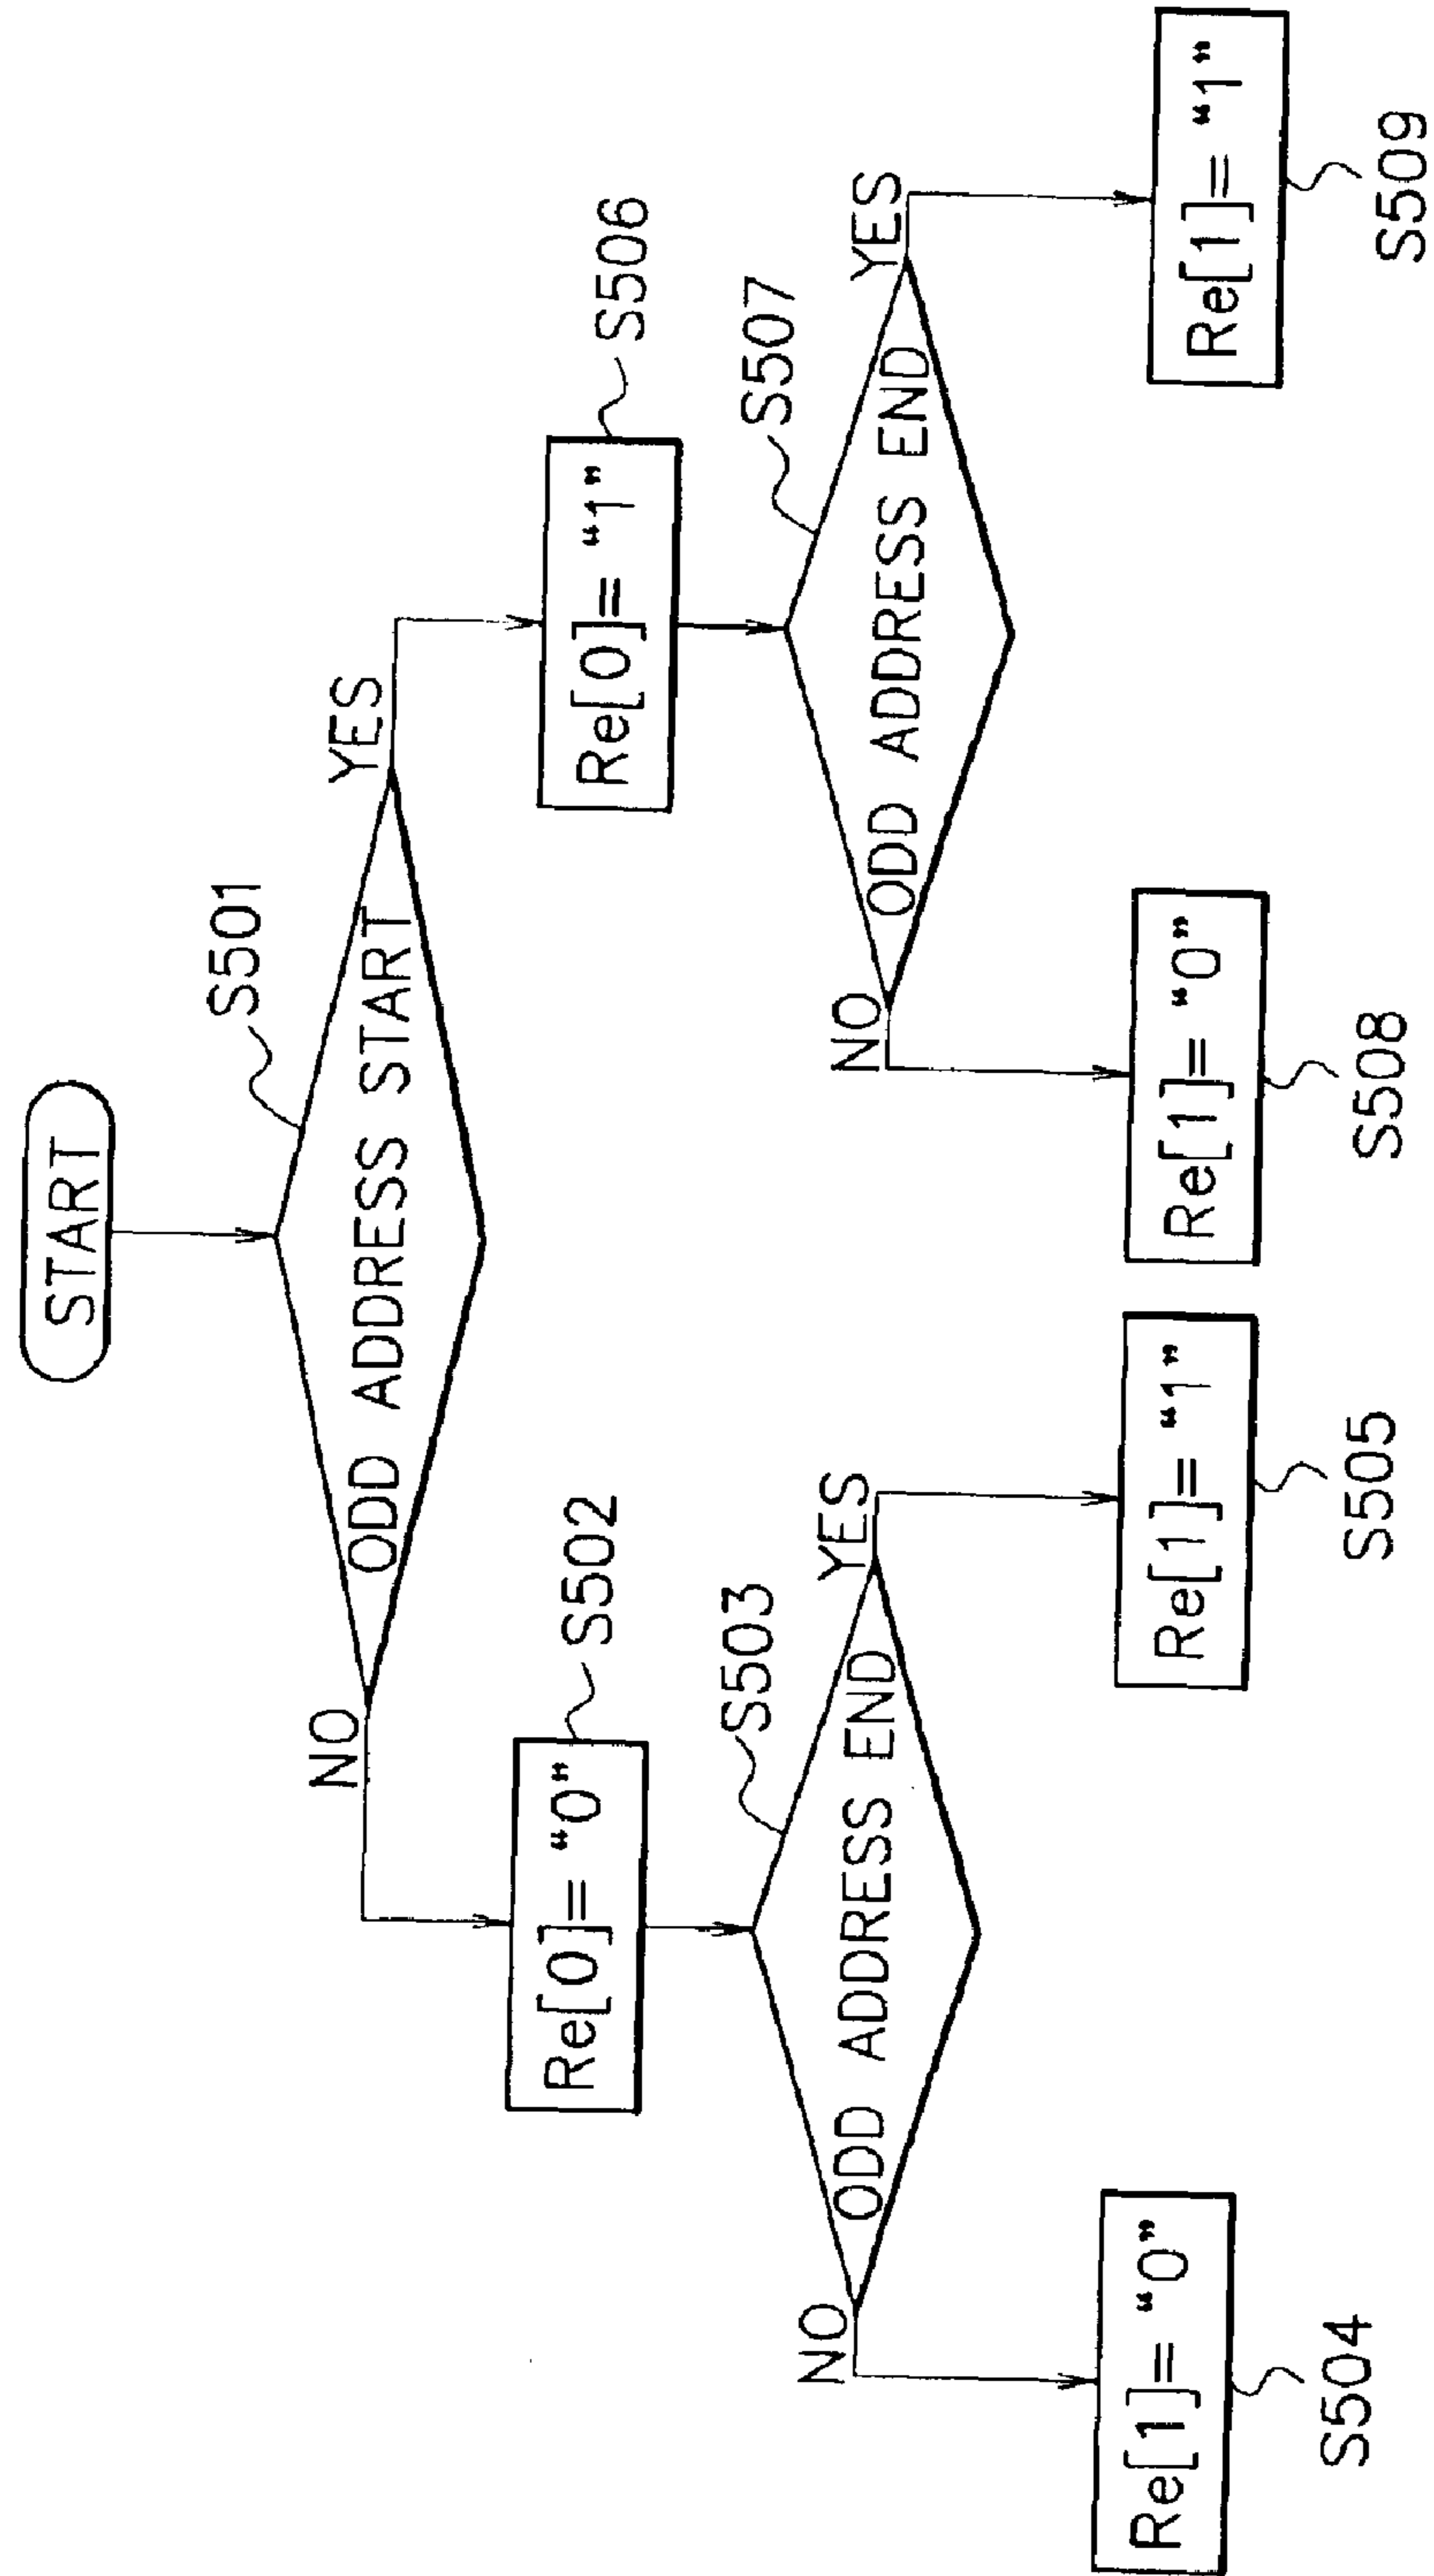 START
S501
ODD ADDRESS START
NO
YES
S502
Re[0]= “0”
S506
Re[0]= “1”
S503
ODD ADDRESS END
NO
YES
S507
ODD ADDRESS END
NO
YES
Re[1]= “0”
S504
Re[1]= “1”
S505
Re[1]= “0”
S508
Re[1]= “1”
S509